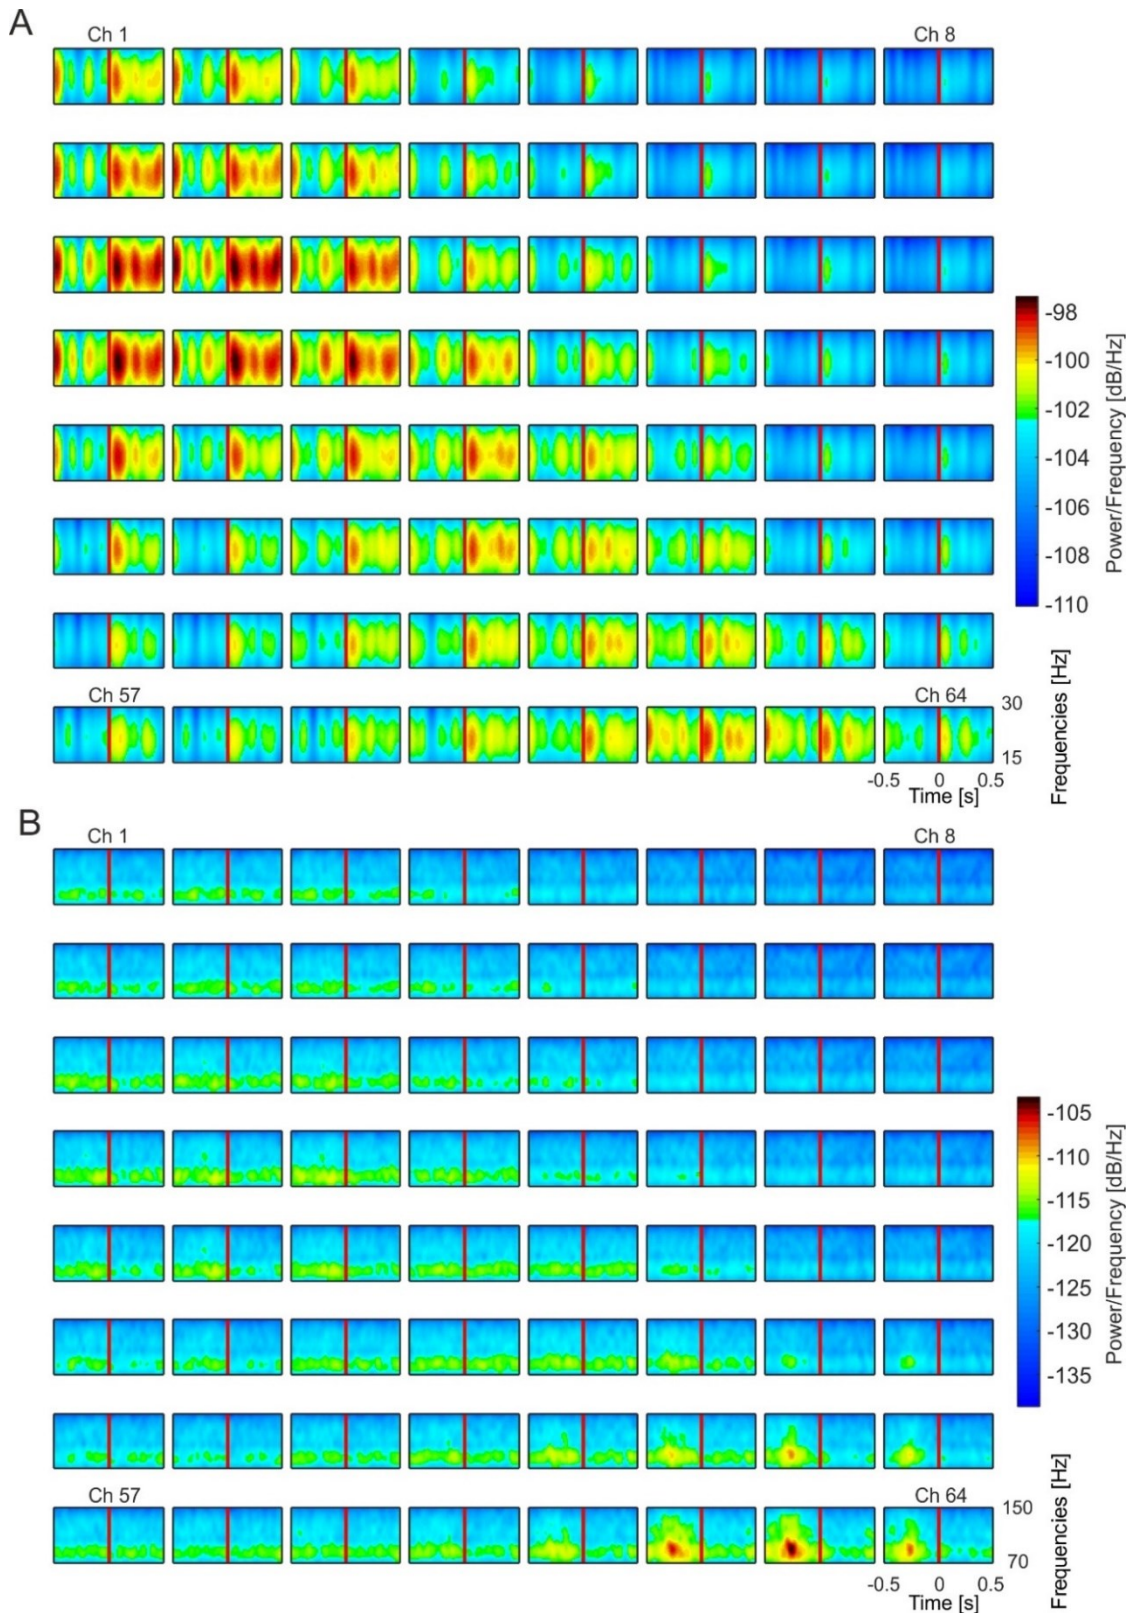 A
Ch 1
Ch 8
-98
-100
-102
-104
-106
-108
-110
Power/Frequency [dB/Hz]
Ch 57
Ch 64
30
15
Frequencies [Hz]
-0.5
0
0.5
Time [s]
B
Ch 1
Ch 8
-105
-110
-115
-120
-125
-130
-135
Power/Frequency [dB/Hz]
Ch 57
Ch 64
150
70
Frequencies [Hz]
-0.5
0
0.5
Time [s]